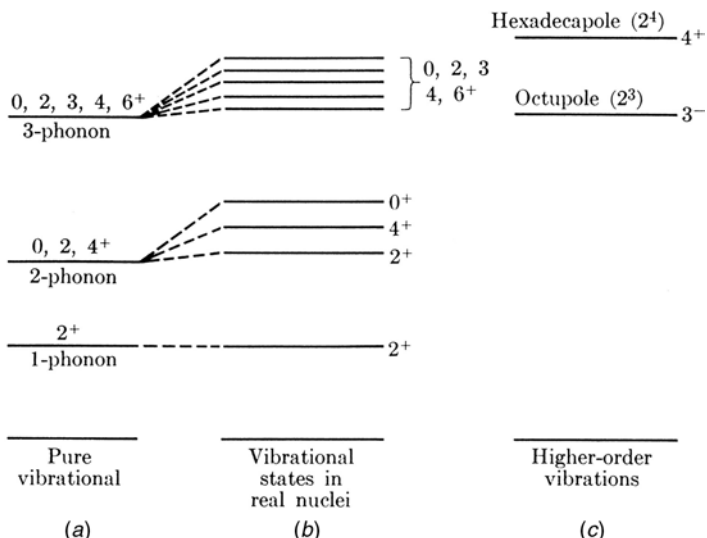 Hexadecapole (2⁴)
4⁺
0, 2, 3
4, 6⁺
0, 2, 3, 4, 6⁺
3-phonon
Octupole (2³)
3⁻
0⁺
4⁺
2⁺
0, 2, 4⁺
2-phonon
2⁺
1-phonon
2⁺
Pure
vibrational
Vibrational
states in
real nuclei
Higher-order
vibrations
(a)
(b)
(c)